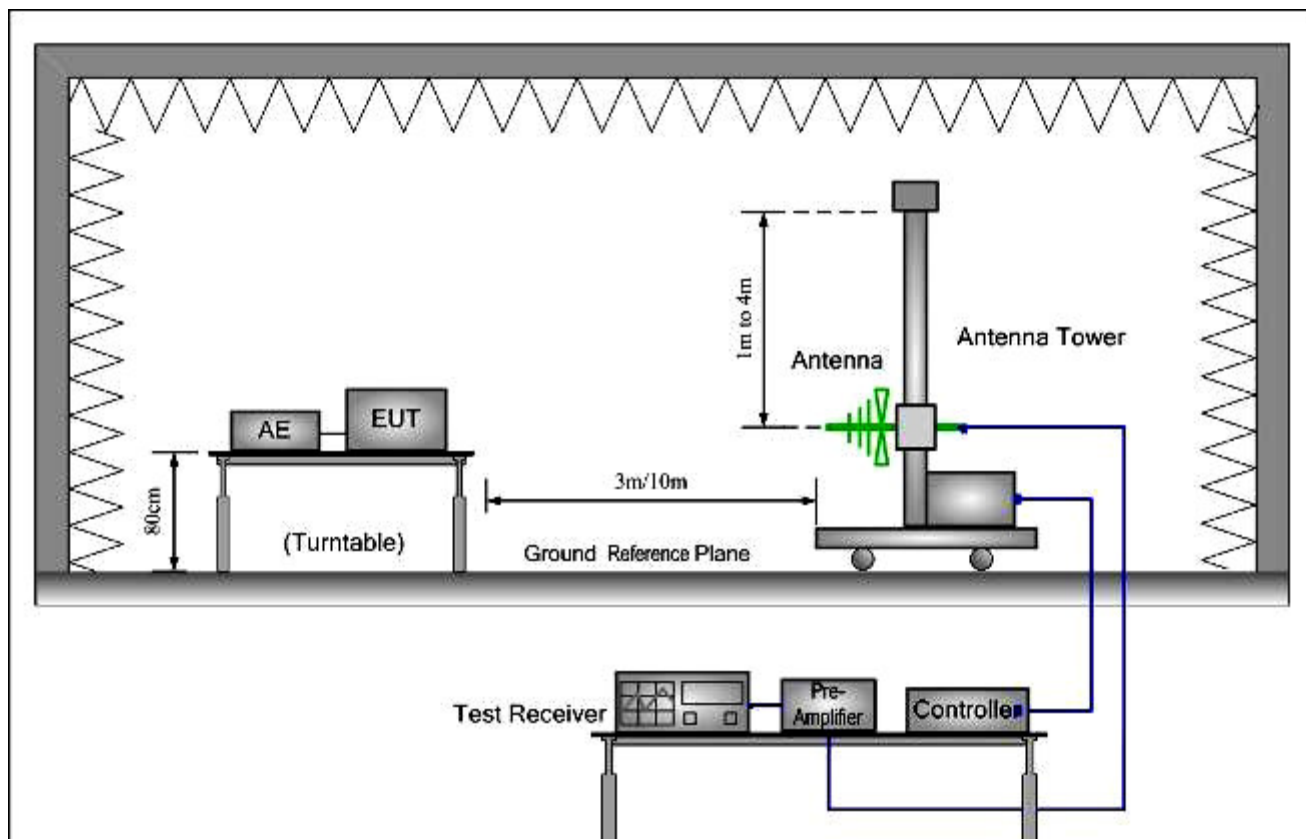 1m to 4m
Antenna
Antenna Tower
AE
EUT
80cm
(Turntable)
3m/10m
Ground Reference Plane
Test Receiver
Pre-
Amplifier
Controller